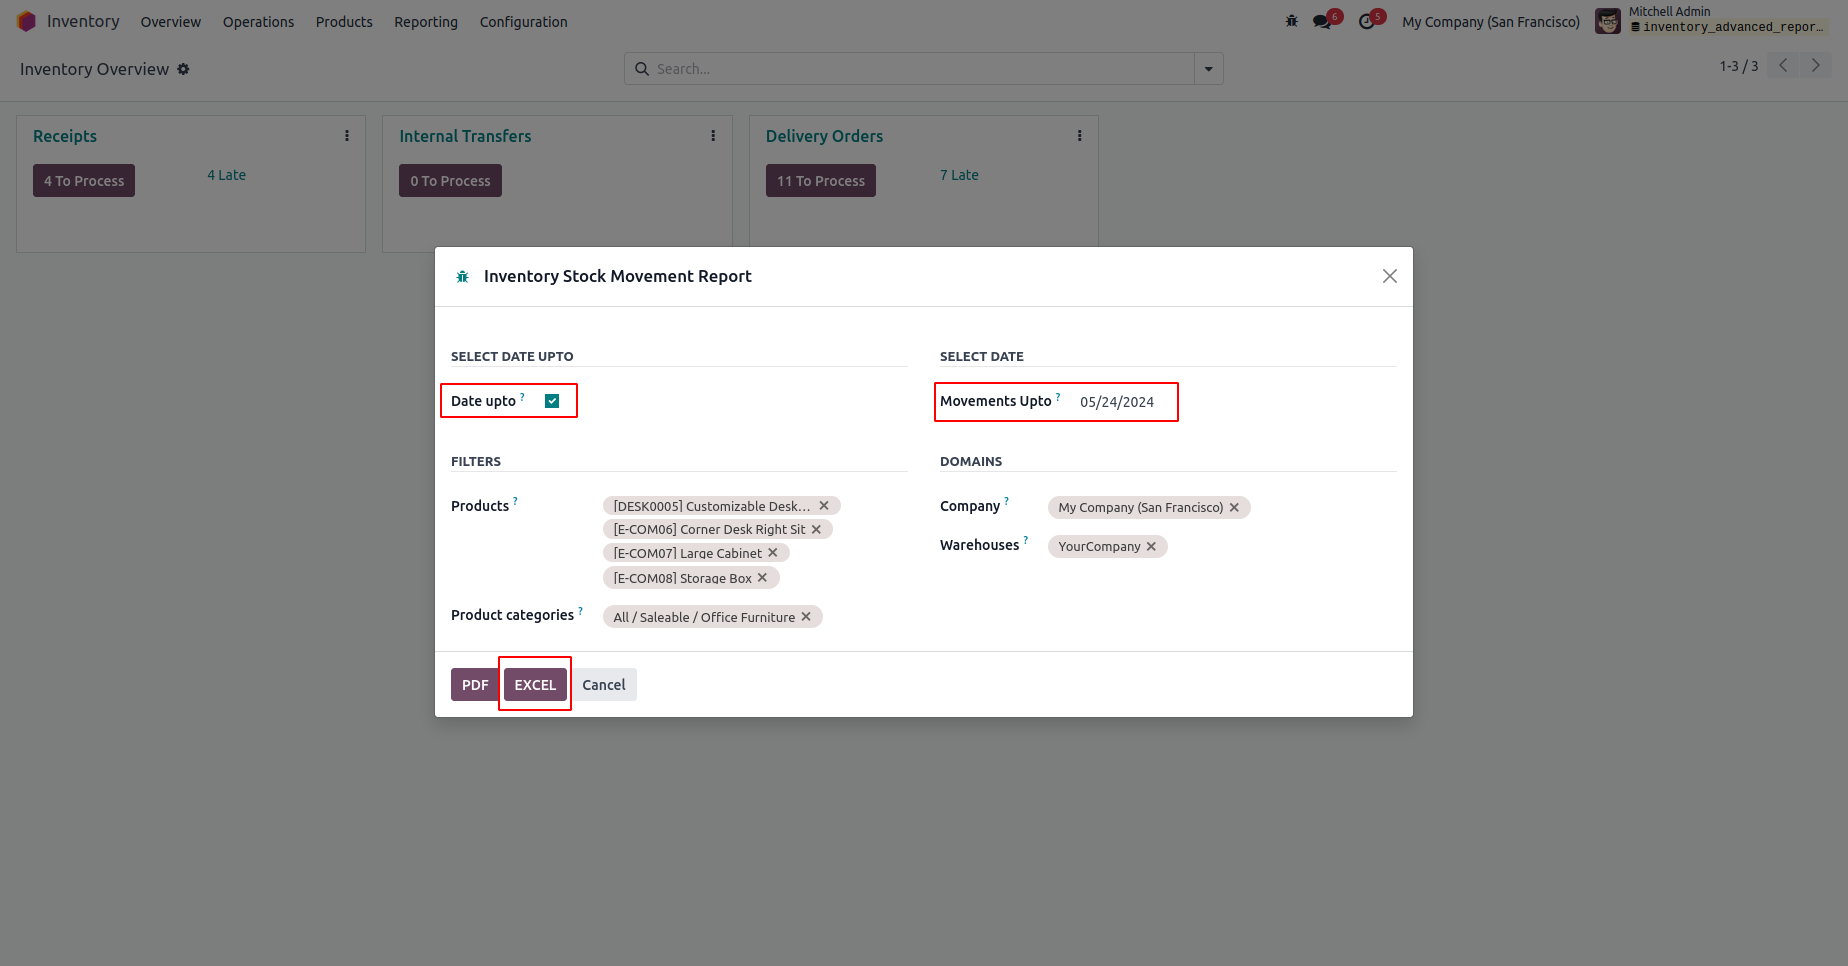 Inventory Overview Operations Products Reporting Configuration 6 5 My Company (San Francisco) Mitchell Admin
inventory_advanced_repor...
Inventory Overview Search... 1-3 / 3
Receipts Internal Transfers Delivery Orders
4 To Process 4 Late 0 To Process 11 To Process 7 Late
Inventory Stock Movement Report
SELECT DATE UPTO SELECT DATE
Date upto ? Movements Upto ? 05/24/2024
FILTERS DOMAINS
Products ? [DESK0005] Customizable Desk... Company ? My Company (San Francisco)
[E-COM06] Corner Desk Right Sit
[E-COM07] Large Cabinet Warehouses ? YourCompany
[E-COM08] Storage Box
Product categories ? All / Saleable / Office Furniture
PDF EXCEL Cancel